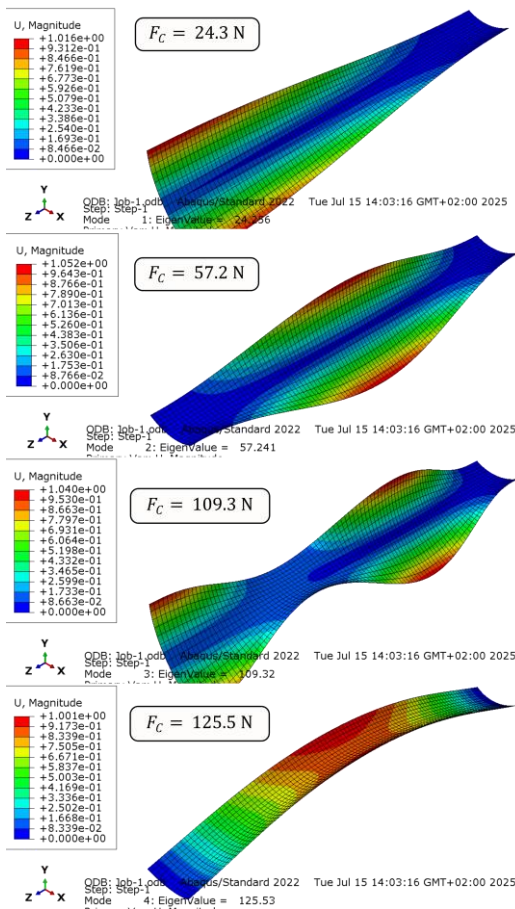 U, Magnitude
+1.016e+00
+9.312e-01
+8.466e-01
+7.619e-01
+6.773e-01
+5.926e-01
+5.079e-01
+4.233e-01
+3.386e-01
+2.540e-01
+1.693e-01
+8.466e-02
+0.000e+00
F_C = 24.3 N
Y
Z X
ODB: Job-1.odb Abaqus/Standard 2022 Tue Jul 15 14:03:16 GMT+02:00 2025
Step: Step-1
Mode 1: EigenValue = 24.256
U, Magnitude
+1.052e+00
+9.643e-01
+8.766e-01
+7.890e-01
+7.013e-01
+6.136e-01
+5.260e-01
+4.383e-01
+3.506e-01
+2.630e-01
+1.753e-01
+8.766e-02
+0.000e+00
F_C = 57.2 N
Y
Z X
ODB: Job-1.odb Abaqus/Standard 2022 Tue Jul 15 14:03:16 GMT+02:00 2025
Step: Step-1
Mode 2: EigenValue = 57.241
U, Magnitude
+1.040e+00
+9.530e-01
+8.663e-01
+7.797e-01
+6.931e-01
+6.064e-01
+5.198e-01
+4.332e-01
+3.465e-01
+2.599e-01
+1.733e-01
+8.663e-02
+0.000e+00
F_C = 109.3 N
Y
Z X
ODB: Job-1.odb Abaqus/Standard 2022 Tue Jul 15 14:03:16 GMT+02:00 2025
Step: Step-1
Mode 3: EigenValue = 109.32
U, Magnitude
+1.001e+00
+9.173e-01
+8.339e-01
+7.505e-01
+6.671e-01
+5.837e-01
+5.003e-01
+4.169e-01
+3.336e-01
+2.502e-01
+1.668e-01
+8.339e-02
+0.000e+00
F_C = 125.5 N
Y
Z X
ODB: Job-1.odb Abaqus/Standard 2022 Tue Jul 15 14:03:16 GMT+02:00 2025
Step: Step-1
Mode 4: EigenValue = 125.53